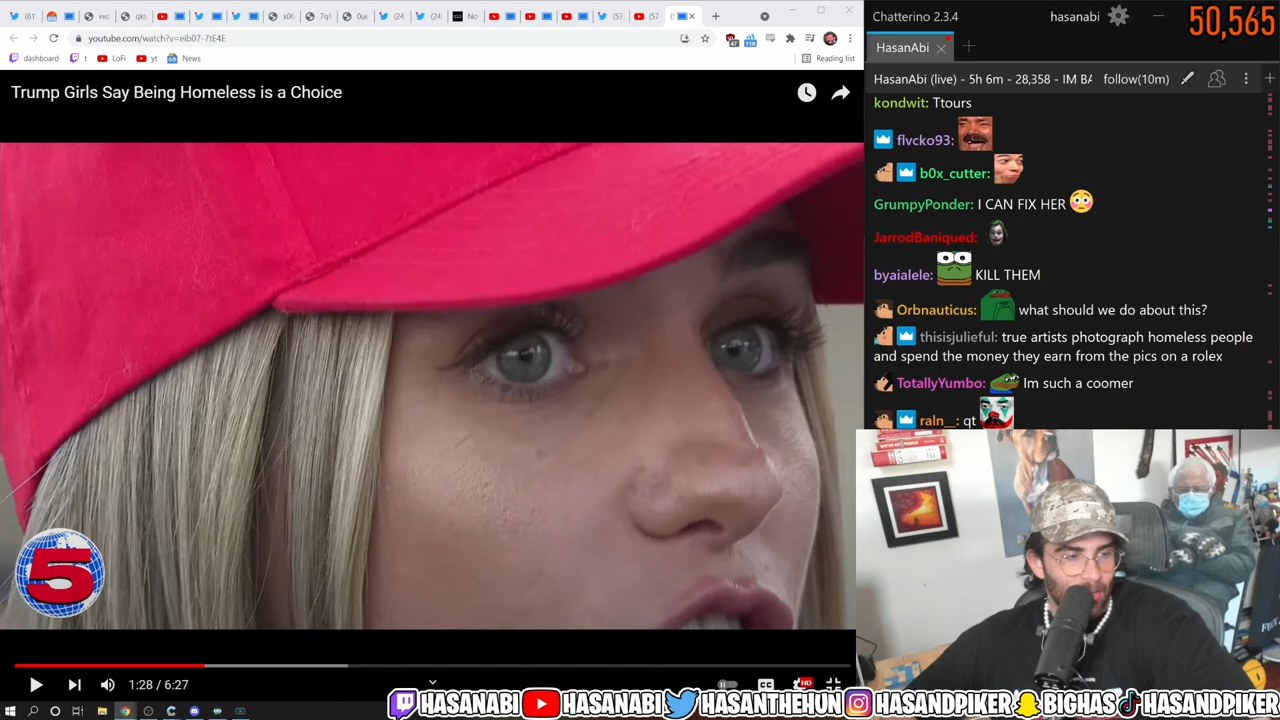 Chatterino 2.3.4
hasanabi
50,565
youtube.com/watch?v=eib07-7tE4E
HasanAbi
dashboard
t
LoFi
yt
News
Reading list
HasanAbi (live) - 5h 6m - 28,358 - IM BA
follow(10m)
Trump Girls Say Being Homeless is a Choice
kondwit: Ttours
flvcko93:
b0x_cutter:
GrumpyPonder: I CAN FIX HER
JarrodBaniqued:
byaialele: KILL THEM
Orbnauticus: what should we do about this?
thisisjulieful: true artists photograph homeless people
and spend the money they earn from the pics on a rolex
TotallyYumbo: Im such a coomer
raln__: qt
5
1:28 / 6:27
CC
HD
HASANABI HASANABI HASANTHEHUN HASANDPIKER BIGHAS HASANDPIKER